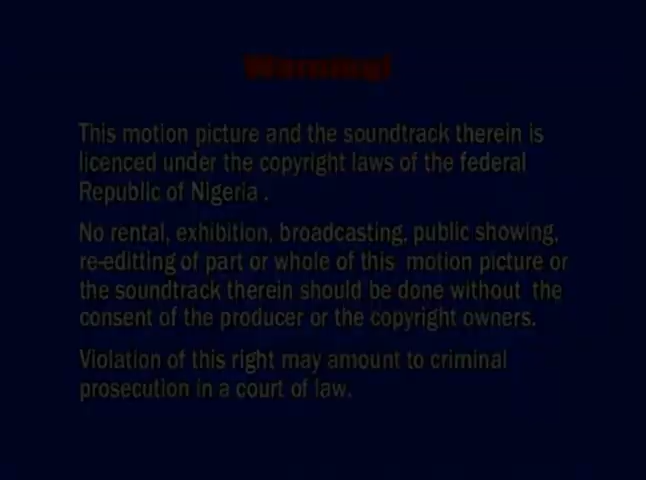 Warning!
This motion picture and the soundtrack therein is
licenced under the copyright laws of the federal
Republic of Nigeria .
No rental, exhibition, broadcasting, public showing,
re-editting of part or whole of this motion picture or
the soundtrack therein should be done without the
consent of the producer or the copyright owners.
Violation of this right may amount to criminal
prosecution in a court of law.